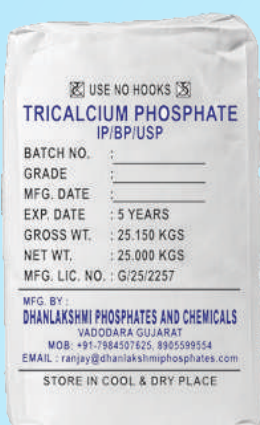 USE NO HOOKS
TRICALCIUM PHOSPHATE
IP/BP/USP
BATCH NO. :
GRADE :
MFG. DATE :
EXP. DATE : 5 YEARS
GROSS WT. : 25.150 KGS
NET WT. : 25.000 KGS
MFG. LIC. NO. : G/25/2257
MFG. BY :
DHANLAKSHMI PHOSPHATES AND CHEMICALS
VADODARA GUJARAT
MOB: +91-7984507625, 8905599554
EMAIL : ranjay@dhanlakshmiphosphates.com
STORE IN COOL & DRY PLACE